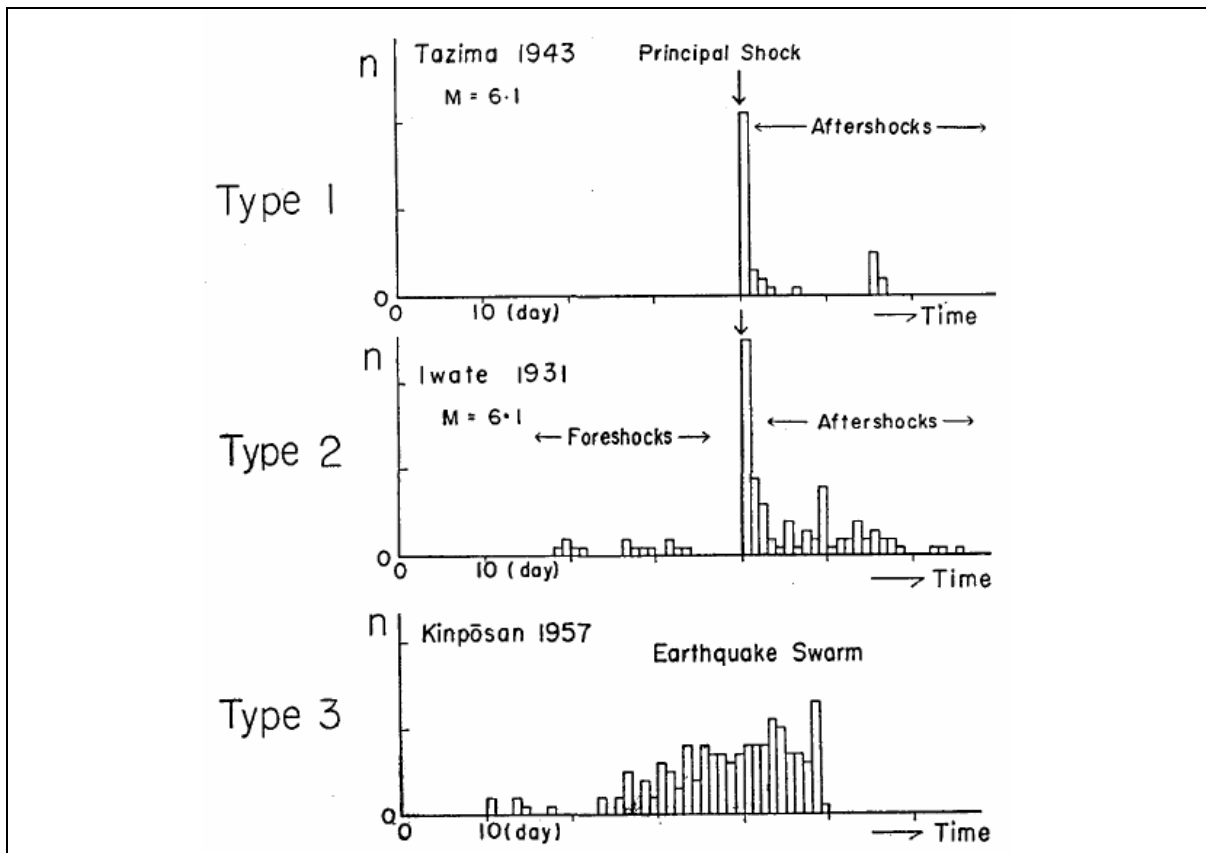 n Tazima 1943 Principal Shock
M = 6.1
← Aftershocks →
Type 1
0
0 10 (day) → Time
n Iwate 1931
M = 6.1
← Foreshocks → ← Aftershocks →
Type 2
0
0 10 (day) → Time
n Kinpōsan 1957
Earthquake Swarm
Type 3
0
0 10 (day) → Time